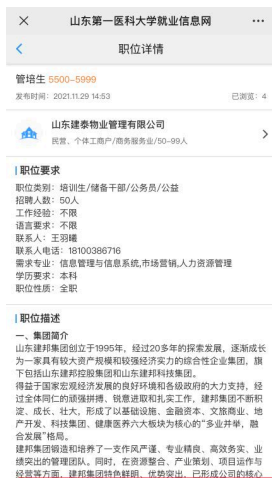 山东第一医科大学就业信息网
职位详情
管培生 5500-5999
发布时间: 2021.11.29 14:53 已浏览: 4
山东建泰物业管理有限公司
民营、个体工商户/商务服务业/50-99人
职位要求
职位类别: 培训生/储备干部/公务员/公益
招聘人数: 50人
工作经验: 不限
语言要求: 不限
联系人: 王羽曦
联系人电话: 18100386716
需求专业: 信息管理与信息系统,市场营销,人力资源管理
学历要求: 本科
职位性质: 全职
职位描述
一、集团简介
山东建邦集团创立于1995年，经过20多年的探索发展，逐渐成长
为一家具有较大资产规模和较强经济实力的综合性企业集团，旗
下包括山东建邦控股集团和山东建邦科技集团。
得益于国家宏观经济发展的良好环境和各级政府的大力支持，经
过全体同仁的顽强拼搏、锐意进取和扎实工作，建邦集团不断积
淀、成长、壮大，形成了以基础设施、金融资本、文旅商业、地
产开发、科技集团、健康医养六大板块为核心的“多业并举，融
合发展”格局。
建邦集团锻造和培养了一支作风严谨、专业精良、高效务实、业
绩突出的管理团队。同时，在资源整合、产业策划、项目运作与
经营等方面，建邦集团特色鲜明、优势突出，已形成公司的核心